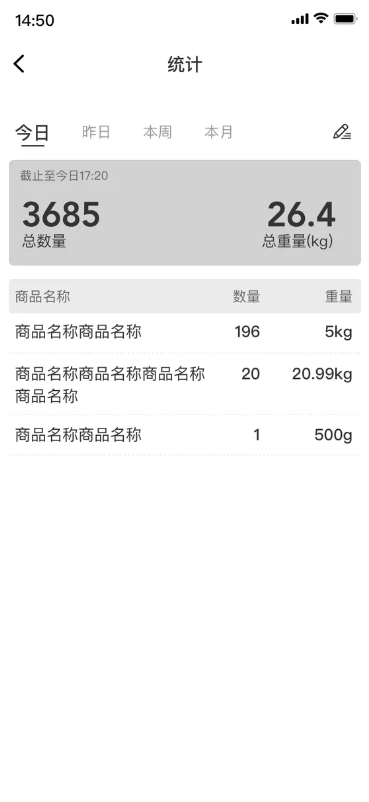 14:50
统计
今日 昨日 本周 本月
截止至今日17:20
3685 26.4
总数量 总重量(kg)
商品名称 数量 重量
商品名称商品名称 196 5kg
商品名称商品名称商品名称 20 20.99kg
商品名称
商品名称商品名称 1 500g